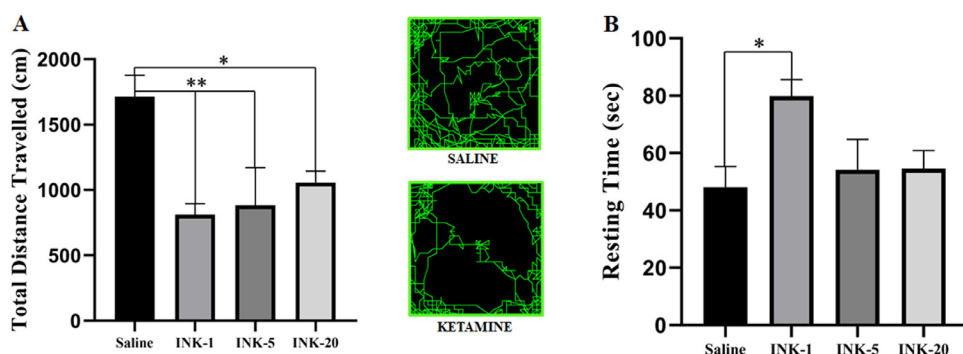 A
Total Distance Travelled (cm)
2000
1500
1000
500
0
*
**
Saline INK-1 INK-5 INK-20
SALINE
KETAMINE
B
Resting Time (sec)
100
80
60
40
20
0
*
Saline INK-1 INK-5 INK-20